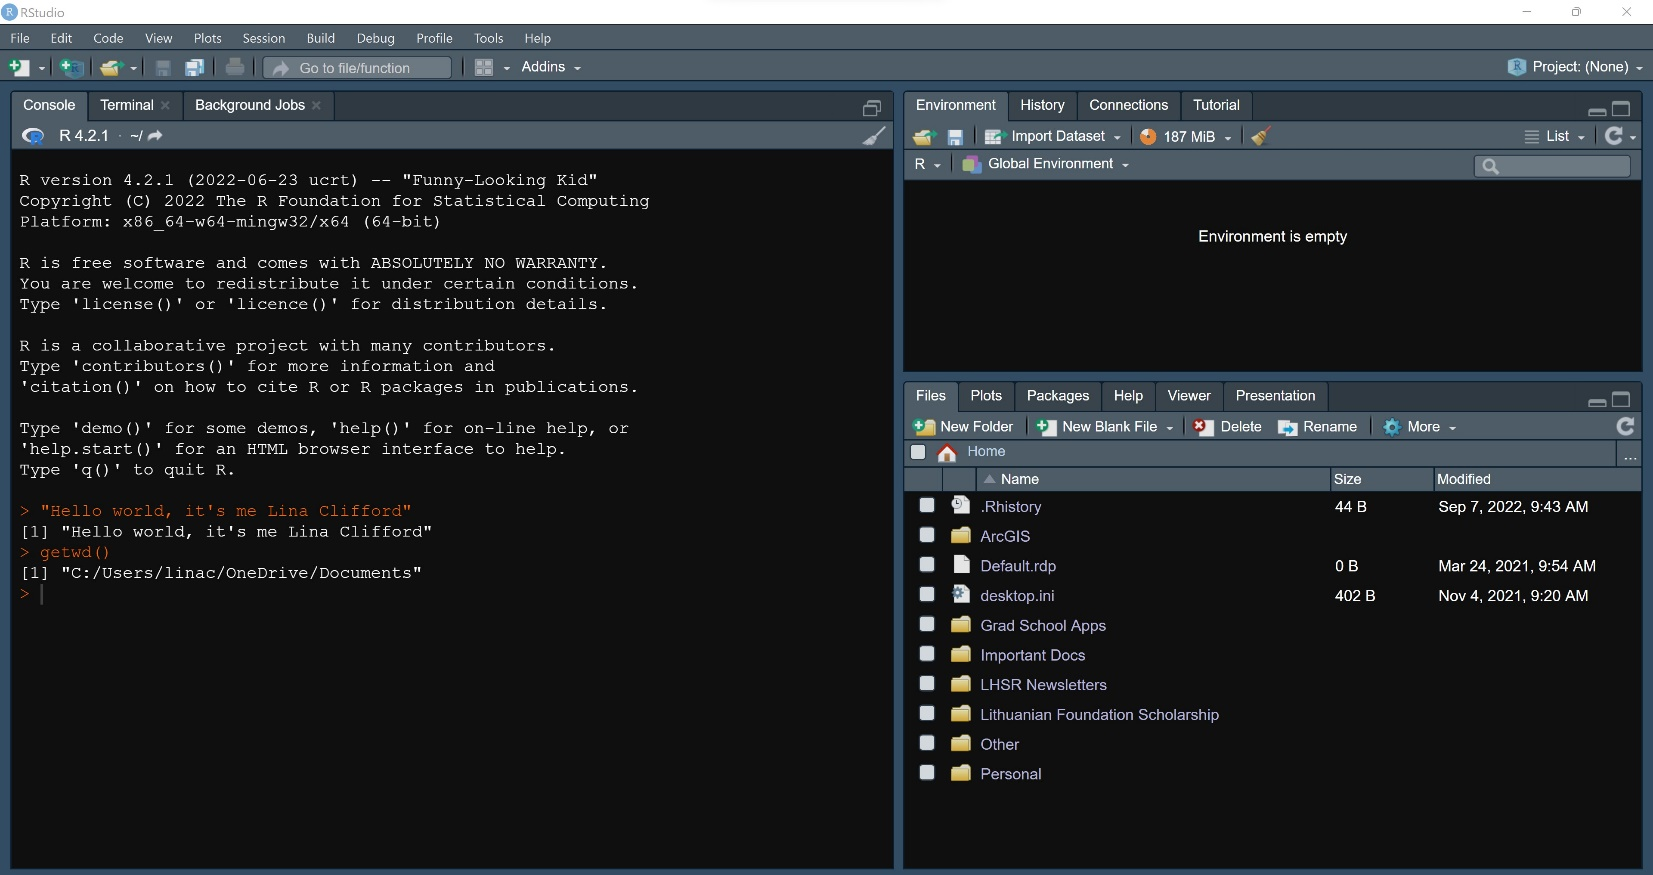 RStudio
File Edit Code View Plots Session Build Debug Profile Tools Help
Go to file/function Addins Project: (None)
Console Terminal Background Jobs
R 4.2.1 · ~/
R version 4.2.1 (2022-06-23 ucrt) -- "Funny-Looking Kid"
Copyright (C) 2022 The R Foundation for Statistical Computing
Platform: x86_64-w64-mingw32/x64 (64-bit)
R is free software and comes with ABSOLUTELY NO WARRANTY.
You are welcome to redistribute it under certain conditions.
Type 'license()' or 'licence()' for distribution details.
R is a collaborative project with many contributors.
Type 'contributors()' for more information and
'citation()' on how to cite R or R packages in publications.
Type 'demo()' for some demos, 'help()' for on-line help, or
'help.start()' for an HTML browser interface to help.
Type 'q()' to quit R.
> "Hello world, it's me Lina Clifford"
[1] "Hello world, it's me Lina Clifford"
> getwd()
[1] "C:/Users/linac/OneDrive/Documents"
>
Environment History Connections Tutorial
Import Dataset 187 MiB List
R Global Environment
Environment is empty
Files Plots Packages Help Viewer Presentation
New Folder New Blank File Delete Rename More
Home ...
Name Size Modified
.Rhistory 44 B Sep 7, 2022, 9:43 AM
ArcGIS
Default.rdp 0 B Mar 24, 2021, 9:54 AM
desktop.ini 402 B Nov 4, 2021, 9:20 AM
Grad School Apps
Important Docs
LHSR Newsletters
Lithuanian Foundation Scholarship
Other
Personal